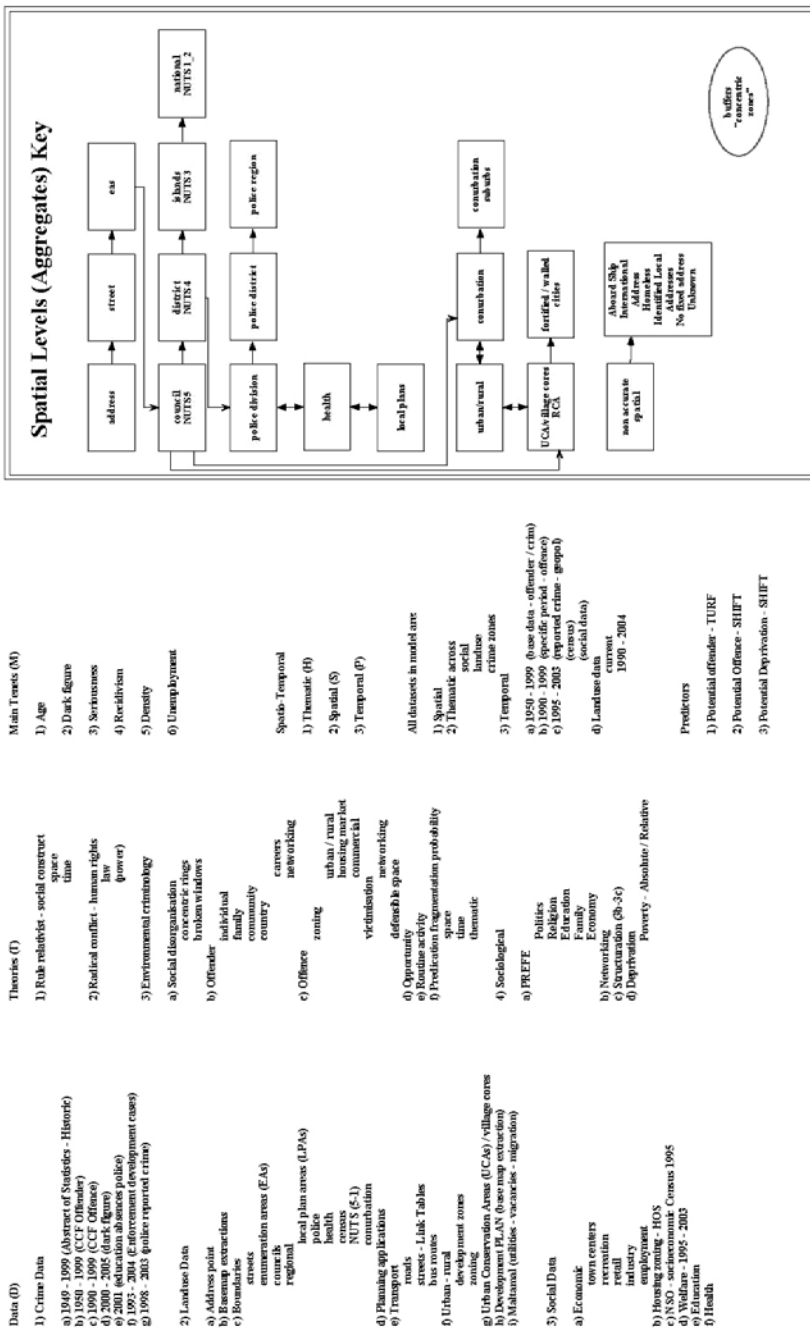 Data (D)
1) Crime Data
a) 1949 - 1999 (Abstract of Statistics - Historic)
b) 1950 - 1999 (CCF Offender)
c) 1990 - 1999 (CCF Offence)
d) 2000 - 2005 (dark figure)
e) 2001 (education absences police)
f) 1993 - 2004 (Enforcement development cases)
g) 1998 - 2003 (police reported crime)
2) Landuse Data
a) Address point
b) Basemap extractions
c) Boundaries
streets
enumeration areas (EAs)
councils
regional
local plan areas (LPAs)
police
health
census
NUTS (5-1)
conurbation
d) Planning applications
e) Transport
roads
streets - Link Tables
bus routes
f) Urban - rural
development zones
zoning
g) Urban Conservation Areas (UCAs) / village cores
h) Development PLAN (base map extraction)
i) Maltamal (utilities - vacancies - migration)
3) Social Data
a) Economic
town centers
recreation
retail
industry
employment
b) Housing zoning - HOS
c) NSO - socioeconomic Census 1995
d) Welfare - 1995 - 2003
e) Education
f) Health
Theories (T)
1) Rule relativist - social construct
space
time
2) Radical conflict - human rights
law
(power)
3) Environmental criminology
a) Social disorganisation
concentric rings
broken windows
b) Offender
individual
family
community
country
careers
networking
c) Offence
zoning
urban / rural
housing market
commercial
victimisation
networking
defensible space
d) Opportunity
e) Routine activity
f) Predication fragmentation probability
space
time
thematic
4) Sociological
a) PREFE
Politics
Religion
Education
Family
Economy
b) Networking
c) Structuration (3b-3c)
d) Deprivation
Poverty - Absolute / Relative
Main Tenets (M)
1) Age
2) Dark figure
3) Seriousness
4) Recidivism
5) Density
6) Unemployment
Spatio-Temporal
1) Thematic (H)
2) Spatial (S)
3) Temporal (P)
All datasets in model are:
1) Spatial
2) Thematic across
social
landuse
crime zones
3) Temporal
a) 1950 - 1999 (base data - offender / crim)
b) 1990 - 1999 (specific period - offence)
c) 1995 - 2003 (reported crime - geopol)
(census)
(social data)
d) Landuse data
current
1990 - 2004
Predictors
1) Potential offender - TURF
2) Potential Offence - SHIFT
3) Potential Deprivation - SHIFT
Spatial Levels (Aggregates) Key
address
street
eas
council
NUTS5
district
NUTS 4
islands
NUTS 3
national
NUTS 1_2
police division
police district
police region
health
local plans
urban/rural
conurbation
conurbation
suburbs
UCA/village cores
RCA
fortified / walled
cities
non accurate
spatial
Aboard Ship
International
Address
Homeless
Identified Local
Addresses
No fixed address
Unknown
buffers
"concentric
zones"